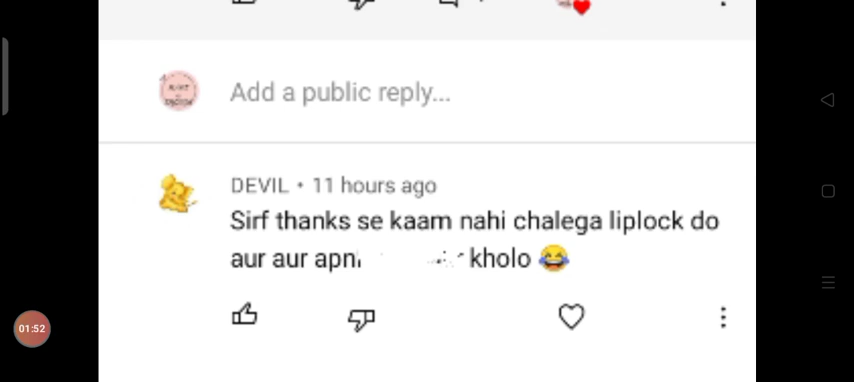 Add a public reply...
DEVIL • 11 hours ago
Sirf thanks se kaam nahi chalega liplock do
aur aur apni kholo 😂
01:52